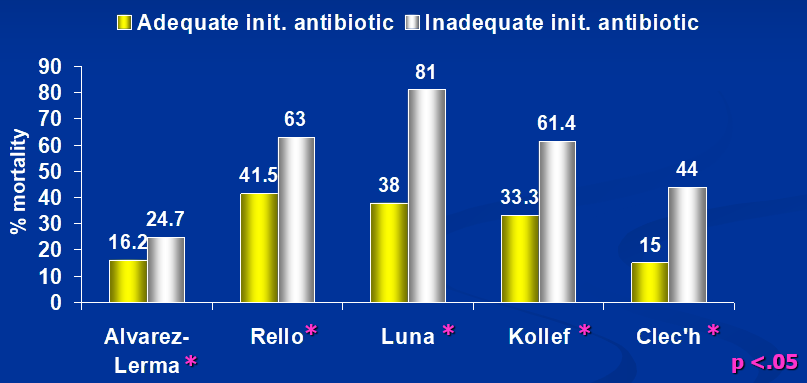 Adequate init. antibiotic Inadequate init. antibiotic
% mortality
90
80
70
60
50
40
30
20
10
0
16.2 24.7
41.5 63
38 81
33.3 61.4
15 44
Alvarez-
Lerma *
Rello*
Luna *
Kollef *
Clec'h *
p <.05